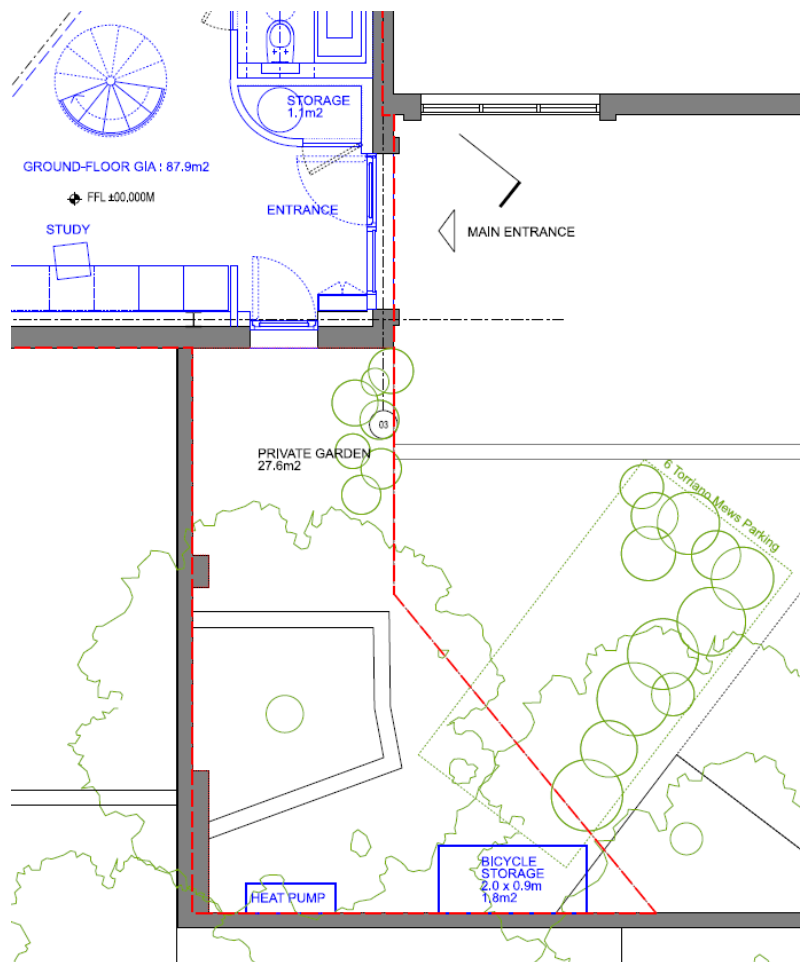 STORAGE
1.1m2
GROUND-FLOOR GIA : 87.9m2
FFL ±00,000M
ENTRANCE
STUDY
MAIN ENTRANCE
03
PRIVATE GARDEN
27.6m2
6 Torriano Mews Parking
BICYCLE
STORAGE
2.0 x 0.9m
1.8m2
HEAT PUMP